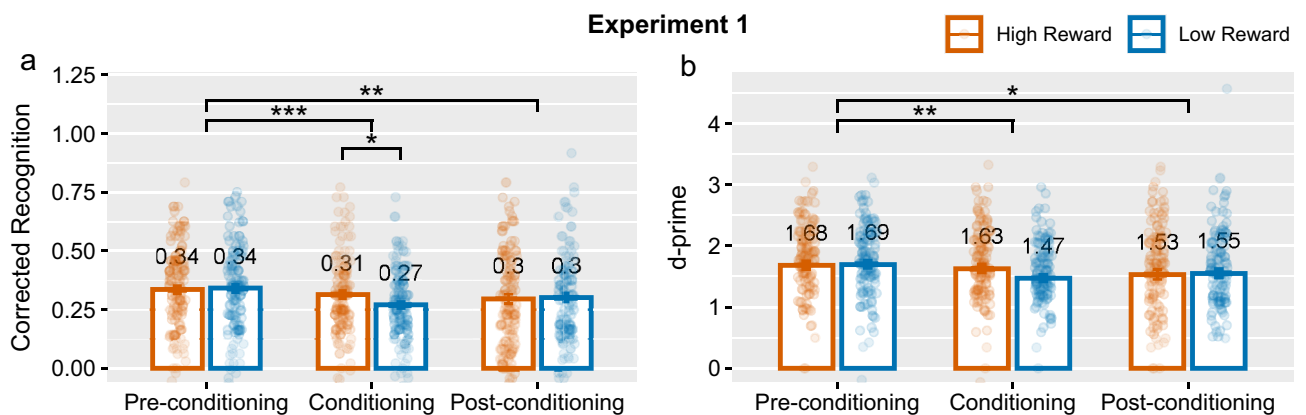 Experiment 1
High Reward
Low Reward
a
Corrected Recognition
1.25
1.00
0.75
0.50
0.25
0.00
**
***
*
0.34
0.34
0.31
0.27
0.3
0.3
Pre-conditioning
Conditioning
Post-conditioning
b
d-prime
4
3
2
1
0
*
**
1.68
1.69
1.63
1.47
1.53
1.55
Pre-conditioning
Conditioning
Post-conditioning